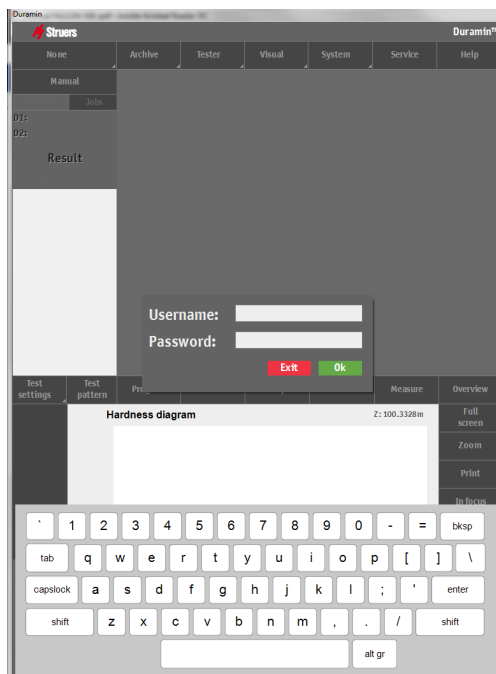 Duramin
Struers Duramin™
None Archive Tester Visual System Service Help
Manual
Jobs
D1:
D2:
Result
Username:
Password:
Exit Ok
Test settings Test pattern Measure Overview
Hardness diagram Z: 100.3328m
Full screen
Zoom
Print
In focus
` 1 2 3 4 5 6 7 8 9 0 - = bksp
tab q w e r t y u i o p [ ] \
capslock a s d f g h j k l ; ' enter
shift z x c v b n m , . / shift
alt gr